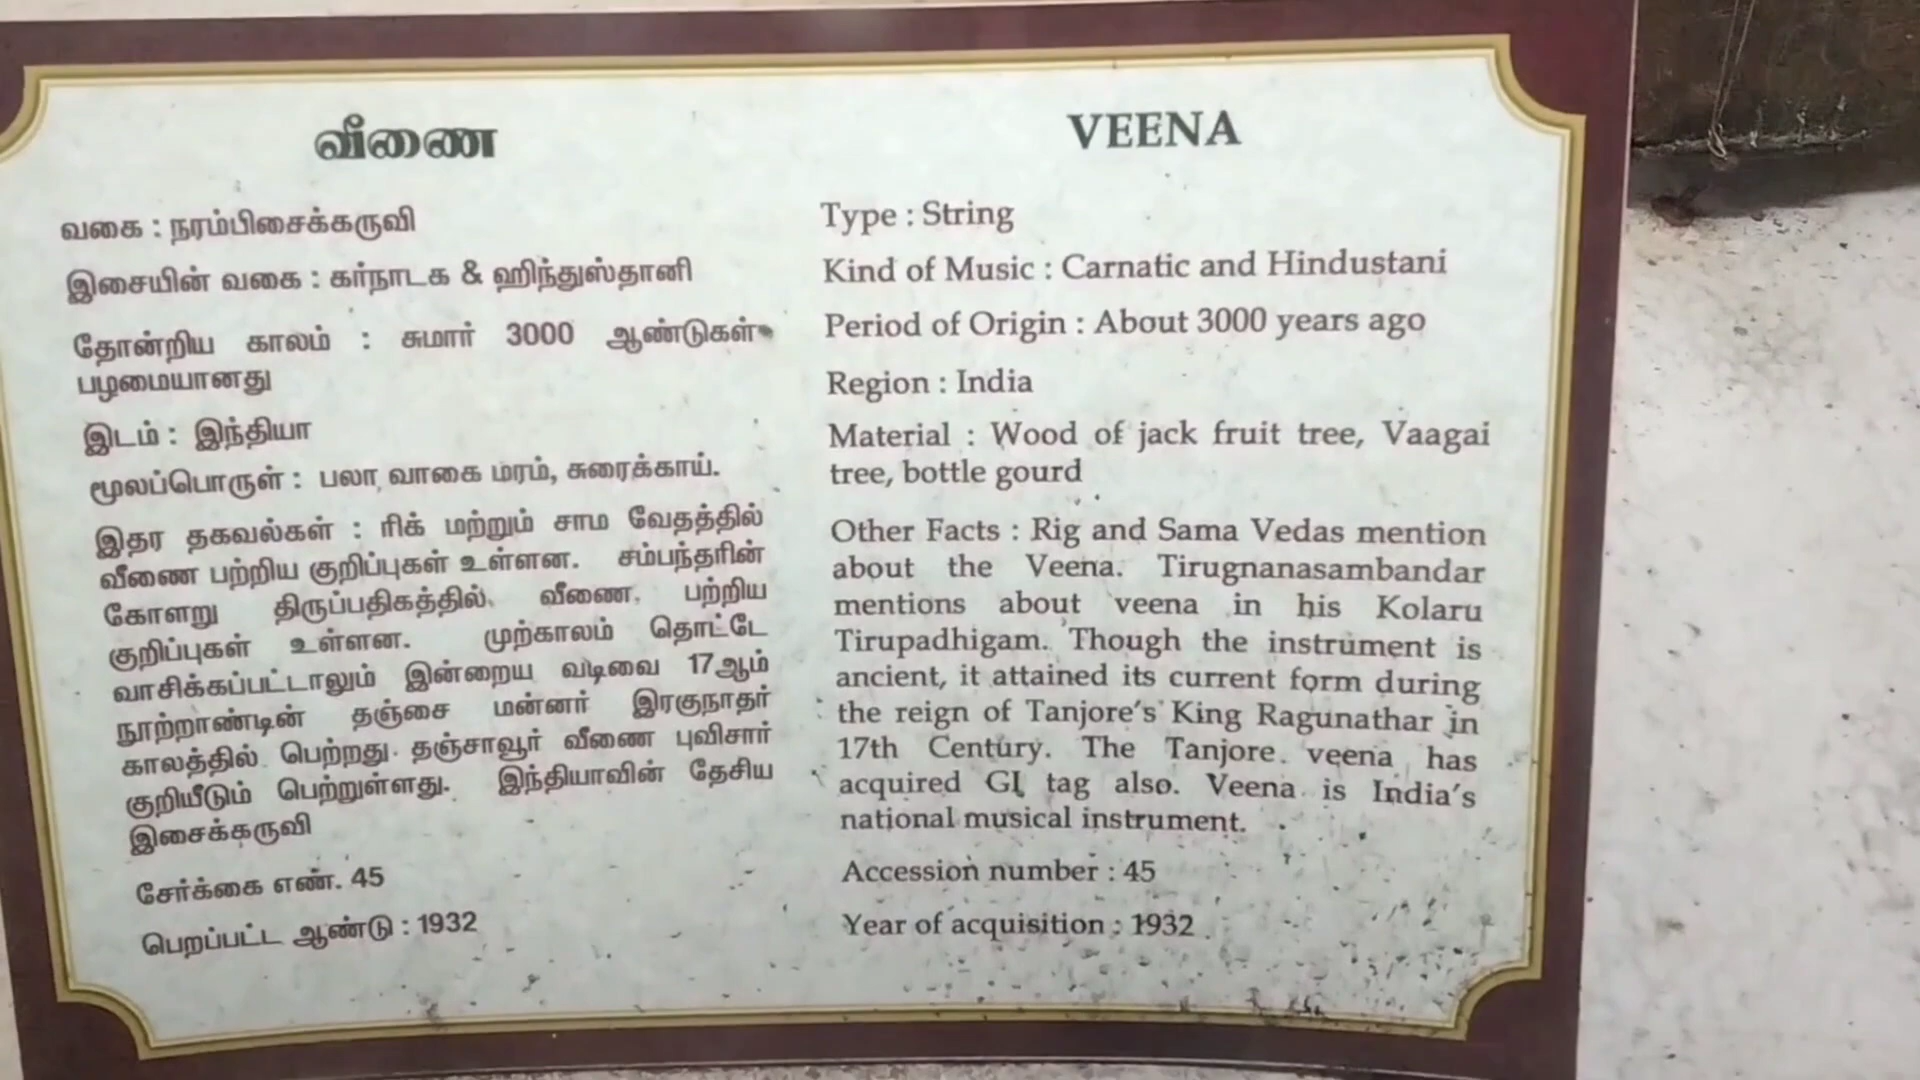 வீணை
வகை : நரம்பிசைக்கருவி
இசையின் வகை : கர்நாடக & ஹிந்துஸ்தானி
தோன்றிய காலம் : சுமார் 3000 ஆண்டுகள்
பழமையானது
இடம் : இந்தியா
மூலப்பொருள் : பலா வாகை மரம், சுரைக்காய்.
இதர தகவல்கள் : ரிக் மற்றும் சாம வேதத்தில்
வீணை பற்றிய குறிப்புகள் உள்ளன. சம்பந்தரின்
கோளறு திருப்பதிகத்தில் வீணை பற்றிய
குறிப்புகள் உள்ளன. முற்காலம் தொட்டே
வாசிக்கப்பட்டாலும் இன்றைய வடிவை 17ஆம்
நூற்றாண்டின் தஞ்சை மன்னர் இரகுநாதர்
காலத்தில் பெற்றது. தஞ்சாவூர் வீணை புவிசார்
குறியீடும் பெற்றுள்ளது. இந்தியாவின் தேசிய
இசைக்கருவி
சேர்க்கை எண். 45
பெறப்பட்ட ஆண்டு : 1932
VEENA
Type : String
Kind of Music : Carnatic and Hindustani
Period of Origin : About 3000 years ago
Region : India
Material : Wood of jack fruit tree, Vaagai
tree, bottle gourd
Other Facts : Rig and Sama Vedas mention
about the Veena. Tirugnanasambandar
mentions about veena in his Kolaru
Tirupadhigam. Though the instrument is
ancient, it attained its current form during
the reign of Tanjore's King Ragunathar in
17th Century. The Tanjore veena has
acquired GI tag also. Veena is India's
national musical instrument.
Accession number : 45
Year of acquisition : 1932